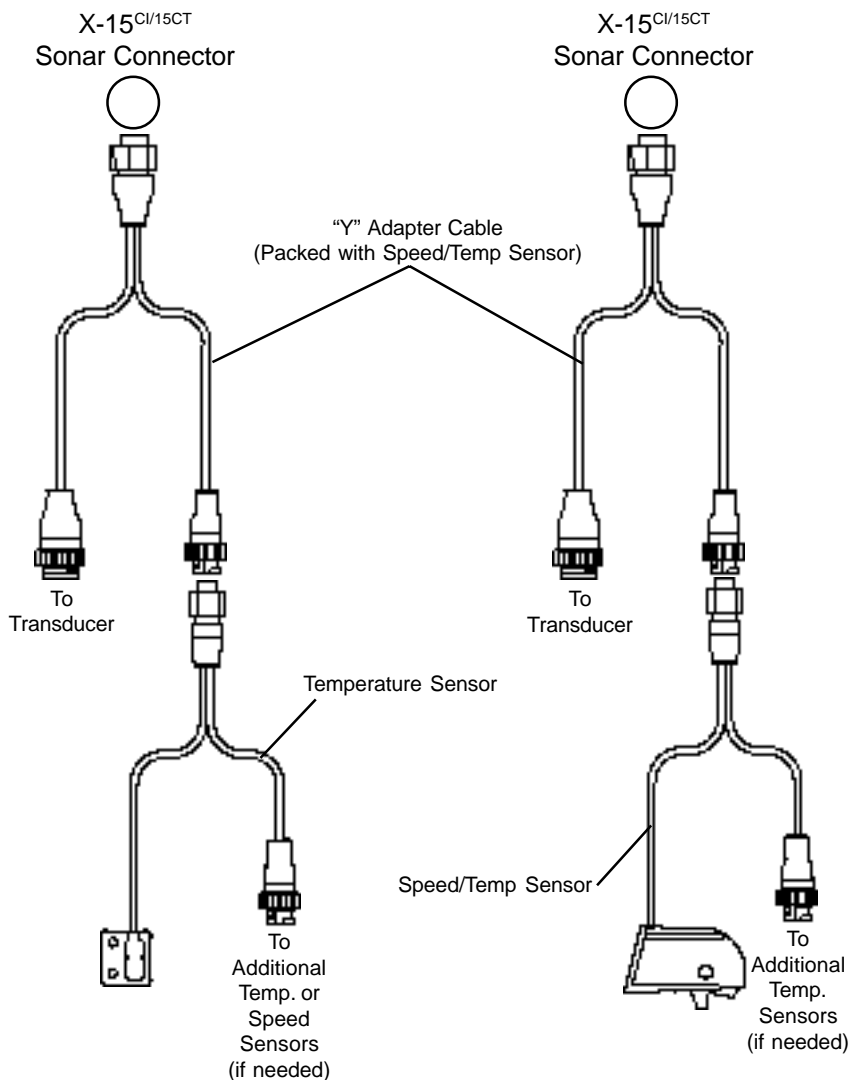 X-15CI/15CT
Sonar Connector
X-15CI/15CT
Sonar Connector
“Y” Adapter Cable
(Packed with Speed/Temp Sensor)
To
Transducer
To
Transducer
Temperature Sensor
Speed/Temp Sensor
To
Additional
Temp. or
Speed
Sensors
(if needed)
To
Additional
Temp.
Sensors
(if needed)